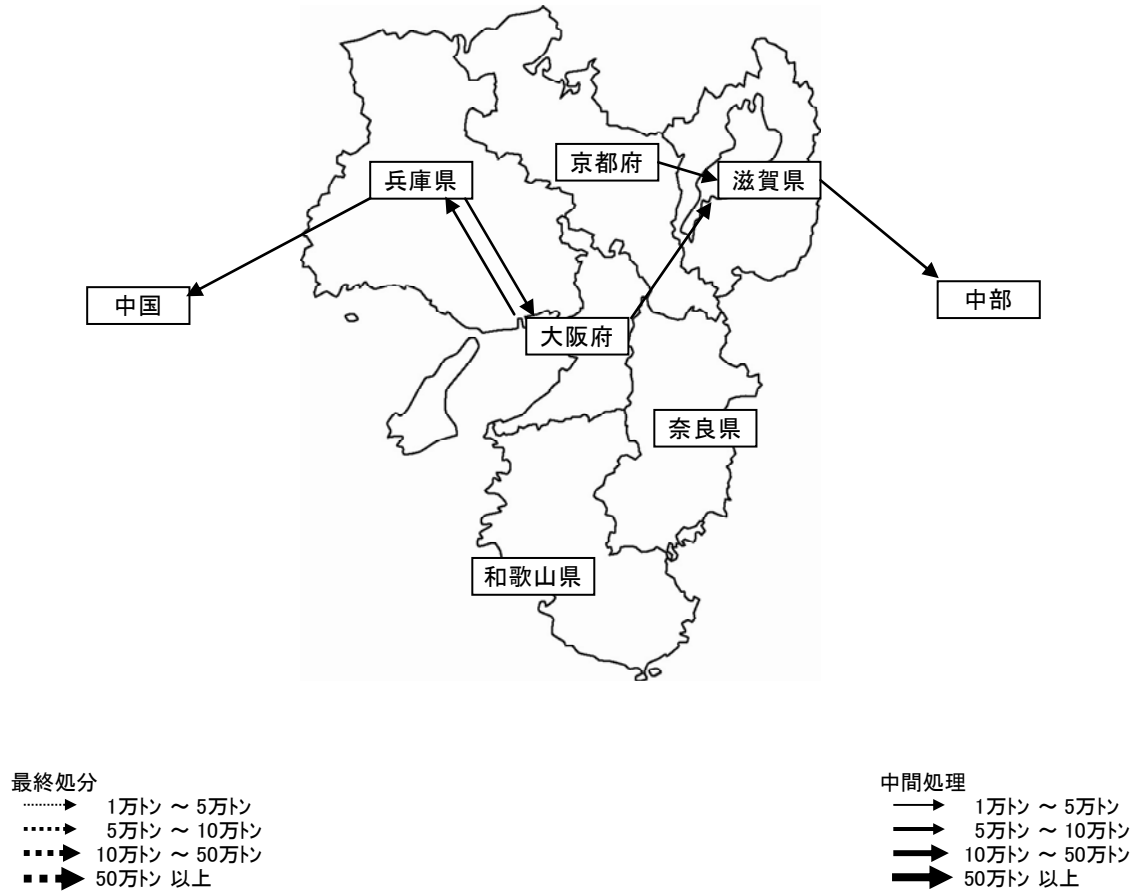 京都府
兵庫県
滋賀県
中国
中部
大阪府
奈良県
和歌山県
最終処分
1万トン ～ 5万トン
5万トン ～ 10万トン
10万トン ～ 50万トン
50万トン 以上
中間処理
1万トン ～ 5万トン
5万トン ～ 10万トン
10万トン ～ 50万トン
50万トン 以上